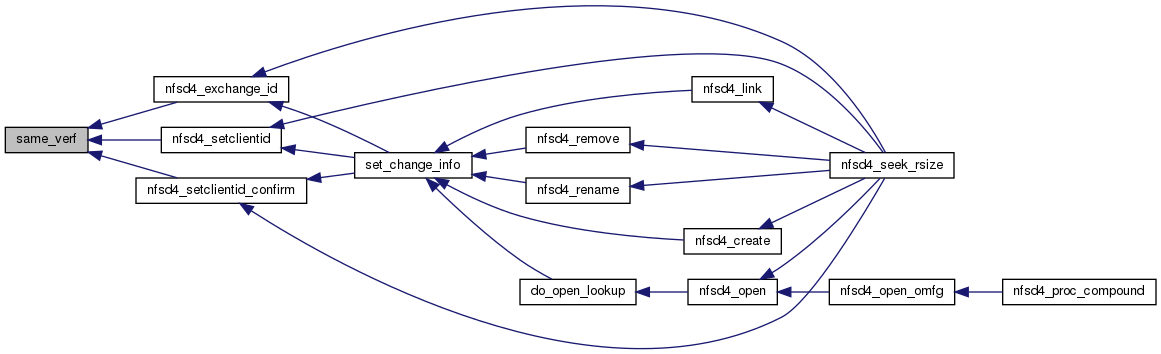 same_verf
nfsd4_exchange_id
nfsd4_setclientid
nfsd4_setclientid_confirm
set_change_info
nfsd4_link
nfsd4_remove
nfsd4_rename
nfsd4_create
do_open_lookup
nfsd4_open
nfsd4_seek_rsize
nfsd4_open_omfg
nfsd4_proc_compound